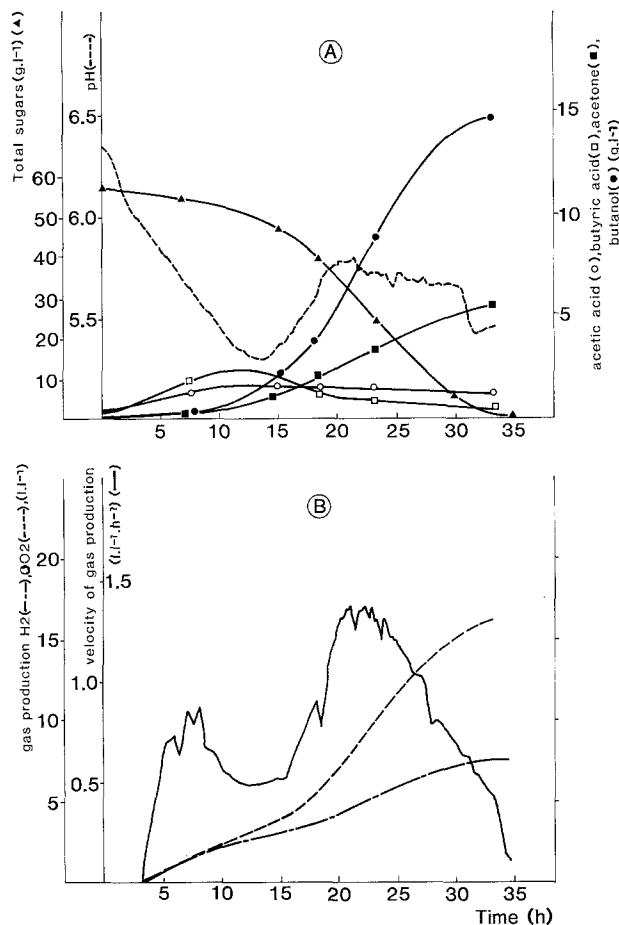 Total sugars(g.l-1)(▲)
pH(----)
A
acetic acid (o),butyric acid(□),acetone(■),
butanol(●) (g.l-1)
60
50
40
30
20
10
6.5
6.0
5.5
15
10
5
5 10 15 20 25 30 35
gas production H2(-·-·-),CO2(----),(l.l-1)
velocity of gas production
(l.l-1.h-1) (—)
B
20
15
10
5
1.5
1.0
0.5
5 10 15 20 25 30 35
Time (h)